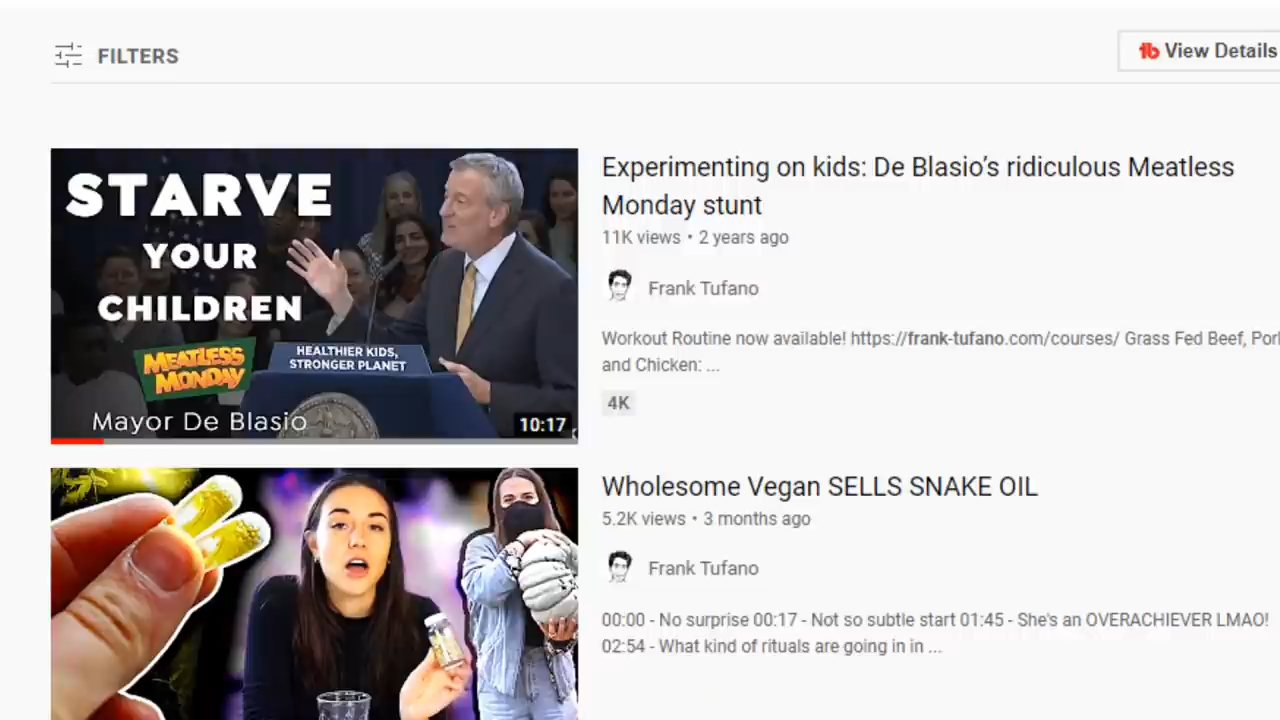 FILTERS
View Details
STARVE
YOUR
CHILDREN
MEATLESS
MONDAY
HEALTHIER KIDS,
STRONGER PLANET
Mayor De Blasio
10:17
Experimenting on kids: De Blasio’s ridiculous Meatless
Monday stunt
11K views • 2 years ago
Frank Tufano
Workout Routine now available! https://frank-tufano.com/courses/ Grass Fed Beef, Pork
and Chicken: ...
4K
Wholesome Vegan SELLS SNAKE OIL
5.2K views • 3 months ago
Frank Tufano
00:00 - No surprise 00:17 - Not so subtle start 01:45 - She's an OVERACHIEVER LMAO!
02:54 - What kind of rituals are going in in ...